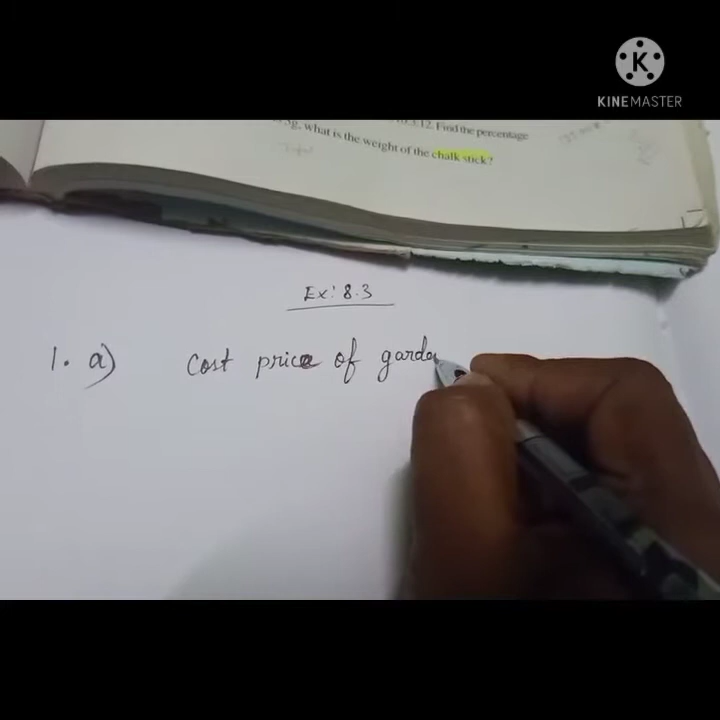 KINEMASTER
12. Find the percentage
5g, what is the weight of the chalk stick?
Ex: 8.3
1. a) Cost price of garde